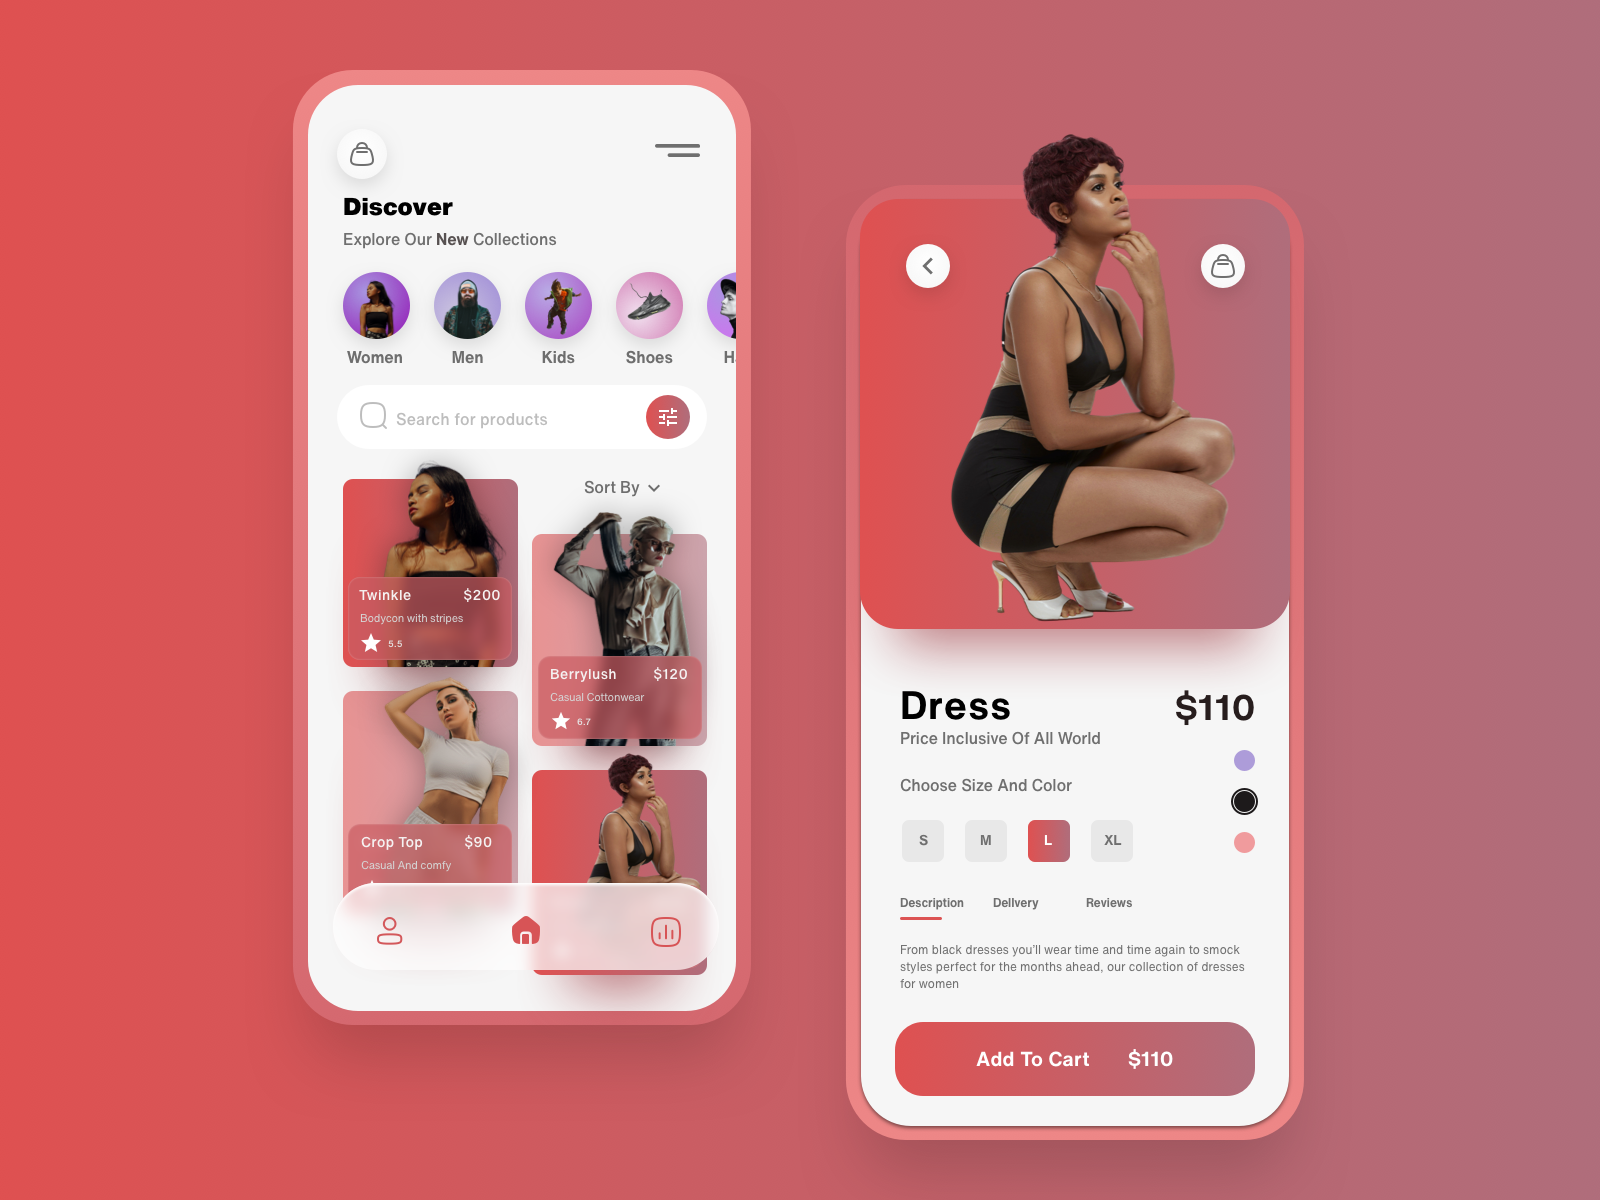 Discover
Explore Our New Collections
Women
Men
Kids
Shoes
Search for products
Sort By
Twinkle $200
Bodycon with stripes
5.5
Berrylush $120
Casual Cottonwear
6.7
Crop Top $90
Casual And comfy
Dress $110
Price Inclusive Of All World
Choose Size And Color
S M L XL
Description Delivery Reviews
From black dresses you'll wear time and time again to smock
styles perfect for the months ahead, our collection of dresses
for women
Add To Cart $110